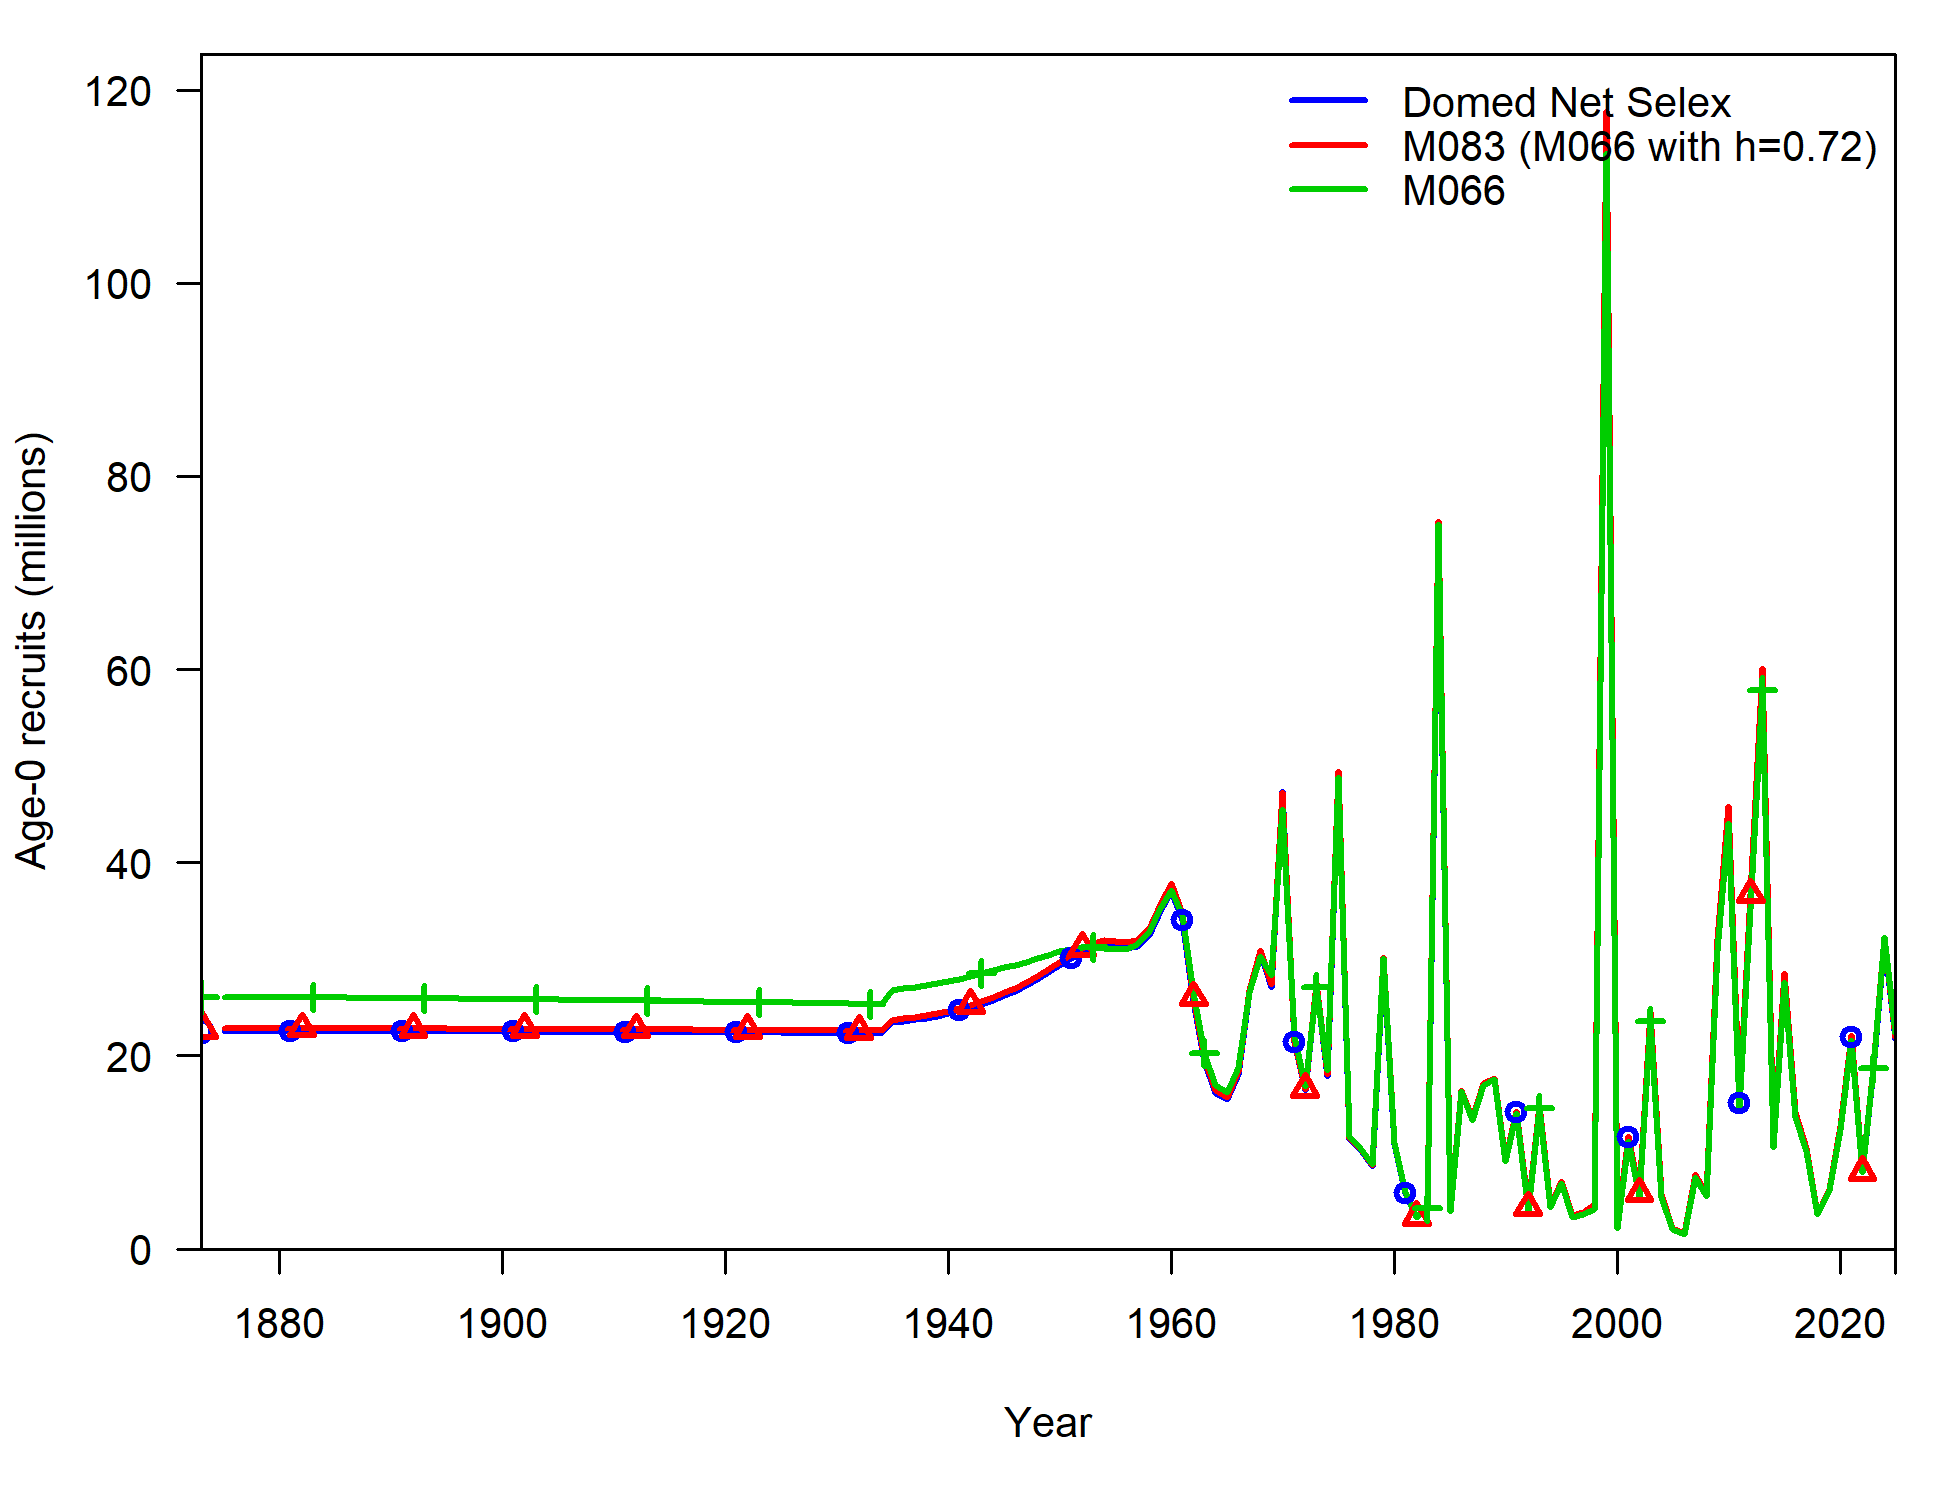 Domed Net Selex
M083 (M066 with h=0.72)
M066
Age-0 recruits (millions)
120
100
80
60
40
20
0
1880 1900 1920 1940 1960 1980 2000 2020
Year